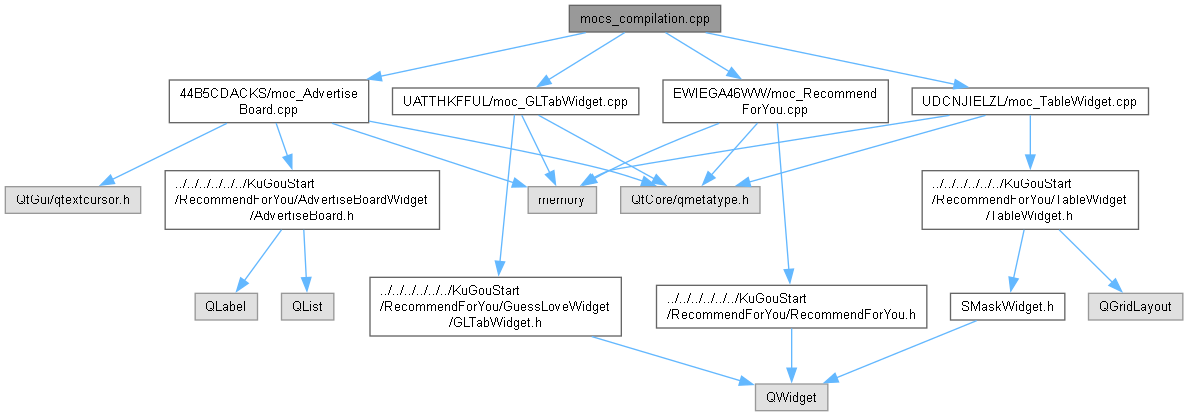 mocs_compilation.cpp
44B5CDACKS/moc_Advertise
Board.cpp
UATTHKFFUL/moc_GLTabWidget.cpp
EWIEGA46WW/moc_Recommend
ForYou.cpp
UDCNJIELZL/moc_TableWidget.cpp
QtGui/qtextcursor.h
../../../../../../KuGouStart
/RecommendForYou/AdvertiseBoardWidget
/AdvertiseBoard.h
memory
QtCore/qmetatype.h
../../../../../../KuGouStart
/RecommendForYou/TableWidget
/TableWidget.h
QLabel
QList
../../../../../../KuGouStart
/RecommendForYou/GuessLoveWidget
/GLTabWidget.h
../../../../../../KuGouStart
/RecommendForYou/RecommendForYou.h
SMaskWidget.h
QGridLayout
QWidget